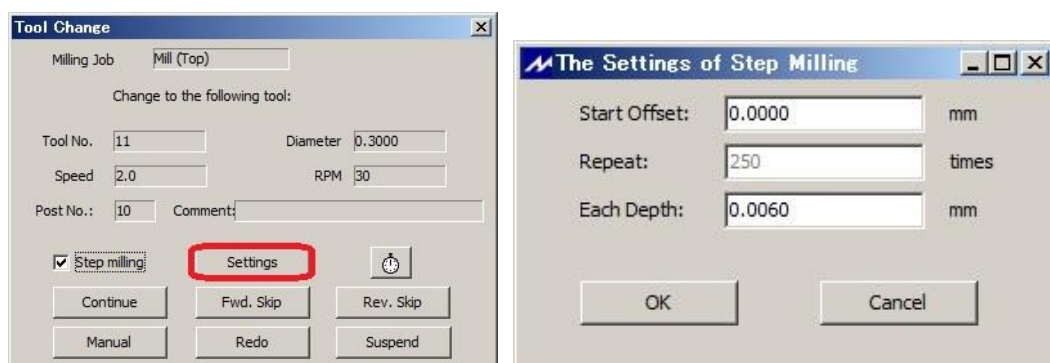 Tool Change
Milling Job Mill (Top)
Change to the following tool:
Tool No. 11 Diameter 0.3000
Speed 2.0 RPM 30
Post No.: 10 Comment:
Step milling Settings
Continue Fwd. Skip Rev. Skip
Manual Redo Suspend
The Settings of Step Milling
Start Offset: 0.0000 mm
Repeat: 250 times
Each Depth: 0.0060 mm
OK Cancel